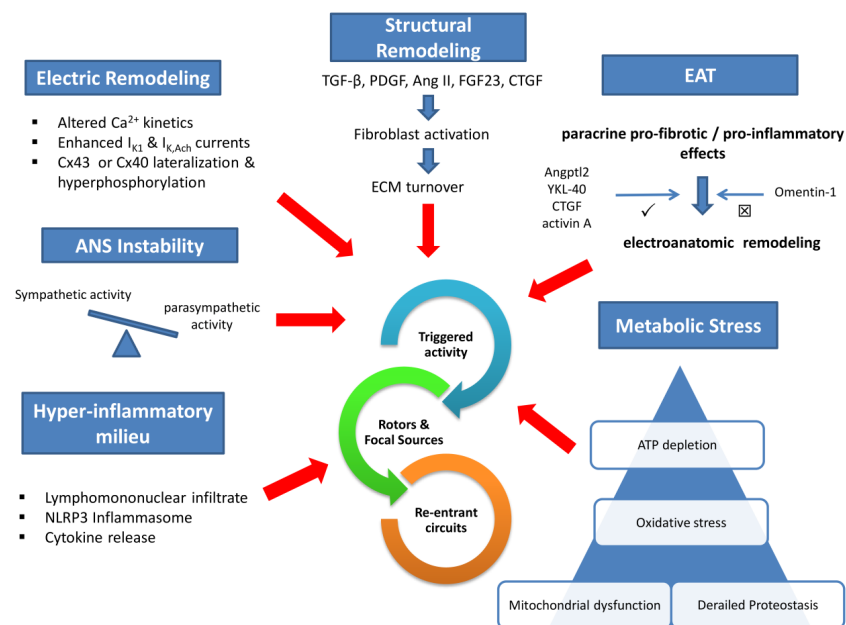 Structural
Remodeling
TGF-β, PDGF, Ang II, FGF23, CTGF
Fibroblast activation
ECM turnover
Electric Remodeling
▪ Altered Ca²⁺ kinetics
▪ Enhanced I_K1 & I_K,Ach currents
▪ Cx43 or Cx40 lateralization &
hyperphosphorylation
EAT
paracrine pro-fibrotic / pro-inflammatory
effects
Angptl2
YKL-40
CTGF
activin A
✓
☒
Omentin-1
electroanatomic remodeling
ANS Instability
Sympathetic activity
parasympathetic
activity
Triggered
activity
Rotors &
Focal Sources
Re-entrant
circuits
Metabolic Stress
ATP depletion
Oxidative stress
Mitochondrial dysfunction
Derailed Proteostasis
Hyper-inflammatory
milieu
▪ Lymphomononuclear infiltrate
▪ NLRP3 Inflammasome
▪ Cytokine release